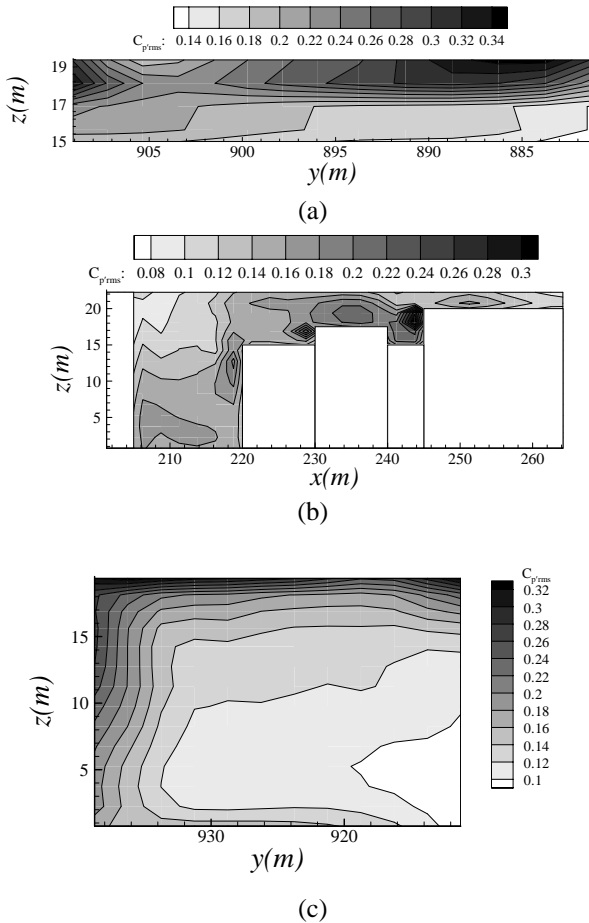 C_p'rms: 0.14 0.16 0.18 0.2 0.22 0.24 0.26 0.28 0.3 0.32 0.34
19
17
15
z(m)
905 900 895 890 885
y(m)
(a)
C_p'rms: 0.08 0.1 0.12 0.14 0.16 0.18 0.2 0.22 0.24 0.26 0.28 0.3
20
15
10
5
z(m)
210 220 230 240 250 260
x(m)
(b)
C_p'rms
0.32
0.3
0.28
0.26
0.24
0.22
0.2
0.18
0.16
0.14
0.12
0.1
15
10
5
z(m)
930 920
y(m)
(c)